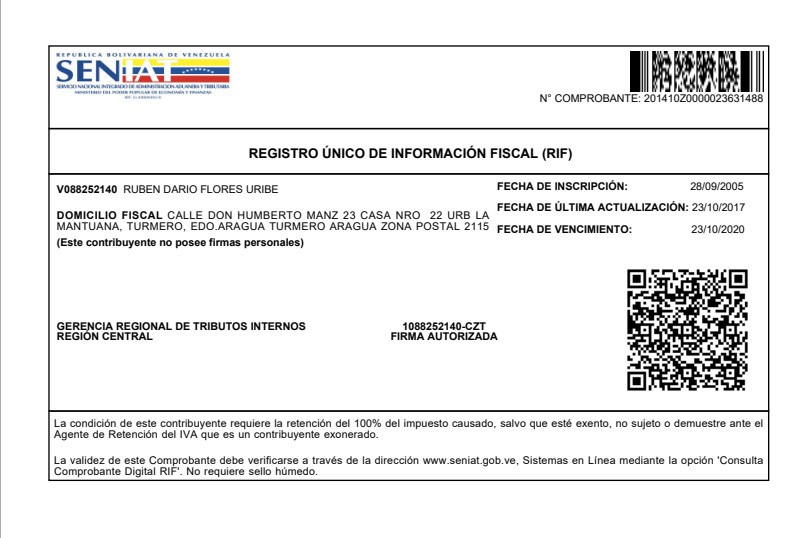 REPUBLICA BOLIVARIANA DE VENEZUELA
SENIAT
SERVICIO NACIONAL INTEGRADO DE ADMINISTRACION ADUANERA Y TRIBUTARIA
MINISTERIO DEL PODER POPULAR DE ECONOMÍA Y FINANZAS
N° COMPROBANTE: 201410Z0000023631488
REGISTRO ÚNICO DE INFORMACIÓN FISCAL (RIF)
V088252140 RUBEN DARIO FLORES URIBE
DOMICILIO FISCAL CALLE DON HUMBERTO MANZ 23 CASA NRO 22 URB LA
MANTUANA, TURMERO, EDO.ARAGUA TURMERO ARAGUA ZONA POSTAL 2115
(Este contribuyente no posee firmas personales)
FECHA DE INSCRIPCIÓN: 28/09/2005
FECHA DE ÚLTIMA ACTUALIZACIÓN: 23/10/2017
FECHA DE VENCIMIENTO: 23/10/2020
GERENCIA REGIONAL DE TRIBUTOS INTERNOS
REGIÓN CENTRAL
1088252140-CZT
FIRMA AUTORIZADA
La condición de este contribuyente requiere la retención del 100% del impuesto causado, salvo que esté exento, no sujeto o demuestre ante el
Agente de Retención del IVA que es un contribuyente exonerado.
La validez de este Comprobante debe verificarse a través de la dirección www.seniat.gob.ve, Sistemas en Línea mediante la opción 'Consulta
Comprobante Digital RIF'. No requiere sello húmedo.